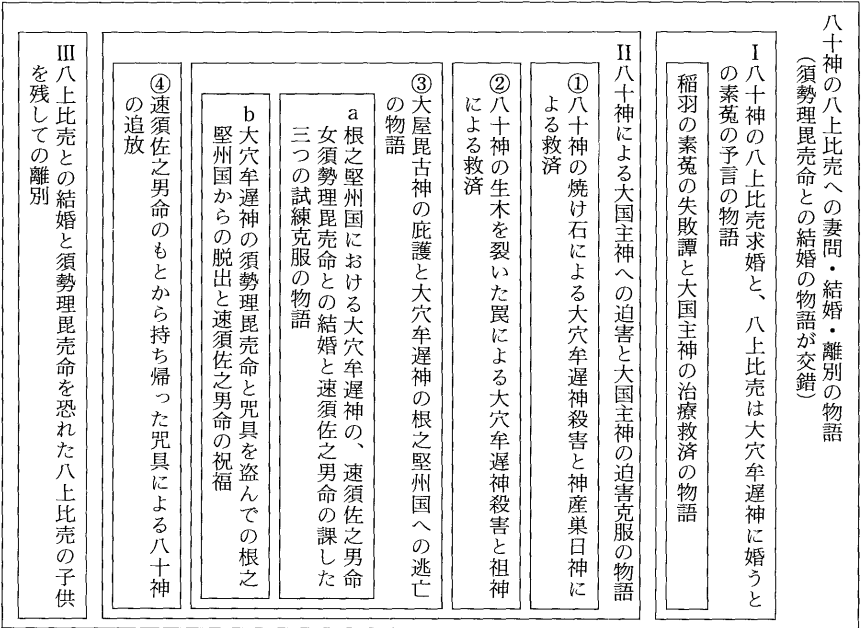 八十神の八上比売への妻問・結婚・離別の物語
（須勢理毘売命との結婚の物語が交錯）
Ⅰ八十神の八上比売求婚と、八上比売は大穴牟遅神に婚うと
の素菟の予言の物語
稲羽の素菟の失敗譚と大国主神の治療救済の物語
Ⅱ八十神による大国主神への迫害と大国主神の迫害克服の物語
①八十神の焼け石による大穴牟遅神殺害と神産巣日神に
よる救済
②八十神の生木を裂いた罠による大穴牟遅神殺害と祖神
による救済
③大屋毘古神の庇護と大穴牟遅神の根之堅州国への逃亡
の物語
a根之堅州国における大穴牟遅神の、速須佐之男命
女須勢理毘売命との結婚と速須佐之男命の課した
三つの試練克服の物語
b大穴牟遅神の須勢理毘売命と咒具を盗んでの根之
堅州国からの脱出と速須佐之男命の祝福
④速須佐之男命のもとから持ち帰った咒具による八十神
の追放
Ⅲ八上比売との結婚と須勢理毘売命を恐れた八上比売の子供
を残しての離別